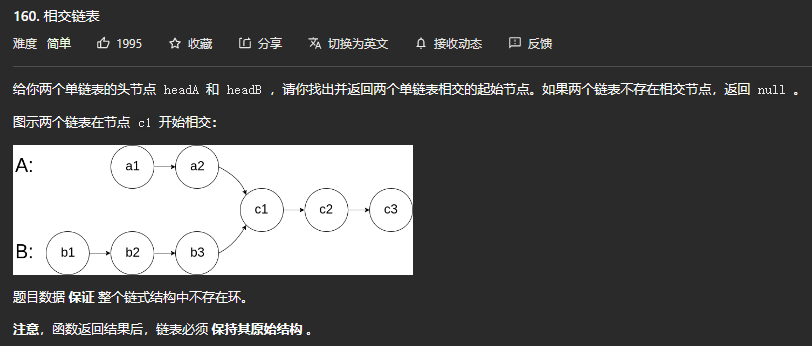 160. 相交链表
难度 简单 1995 收藏 分享 切换为英文 接收动态 反馈
给你两个单链表的头节点 headA 和 headB ，请你找出并返回两个单链表相交的起始节点。如果两个链表不存在相交节点，返回 null 。
图示两个链表在节点 c1 开始相交：
A: a1 a2
c1 c2 c3
B: b1 b2 b3
题目数据 保证 整个链式结构中不存在环。
注意，函数返回结果后，链表必须 保持其原始结构 。